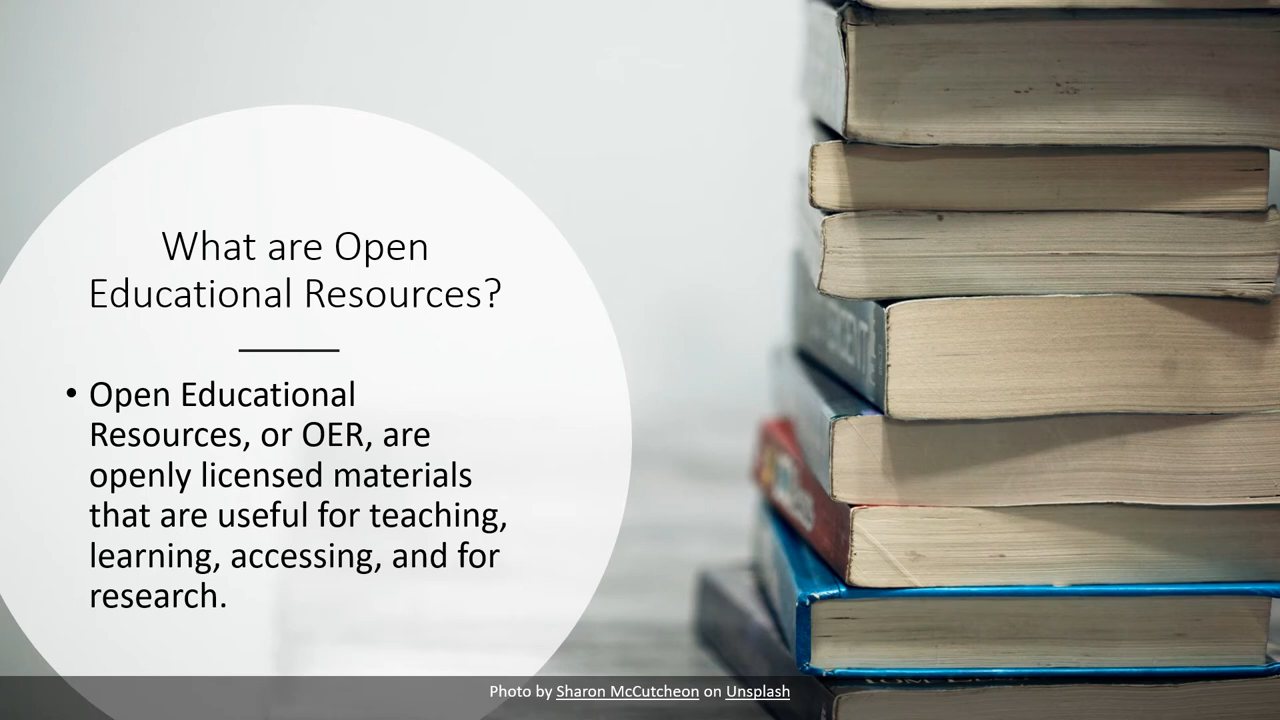 What are Open
Educational Resources?
• Open Educational
Resources, or OER, are
openly licensed materials
that are useful for teaching,
learning, accessing, and for
research.
Photo by Sharon McCutcheon on Unsplash